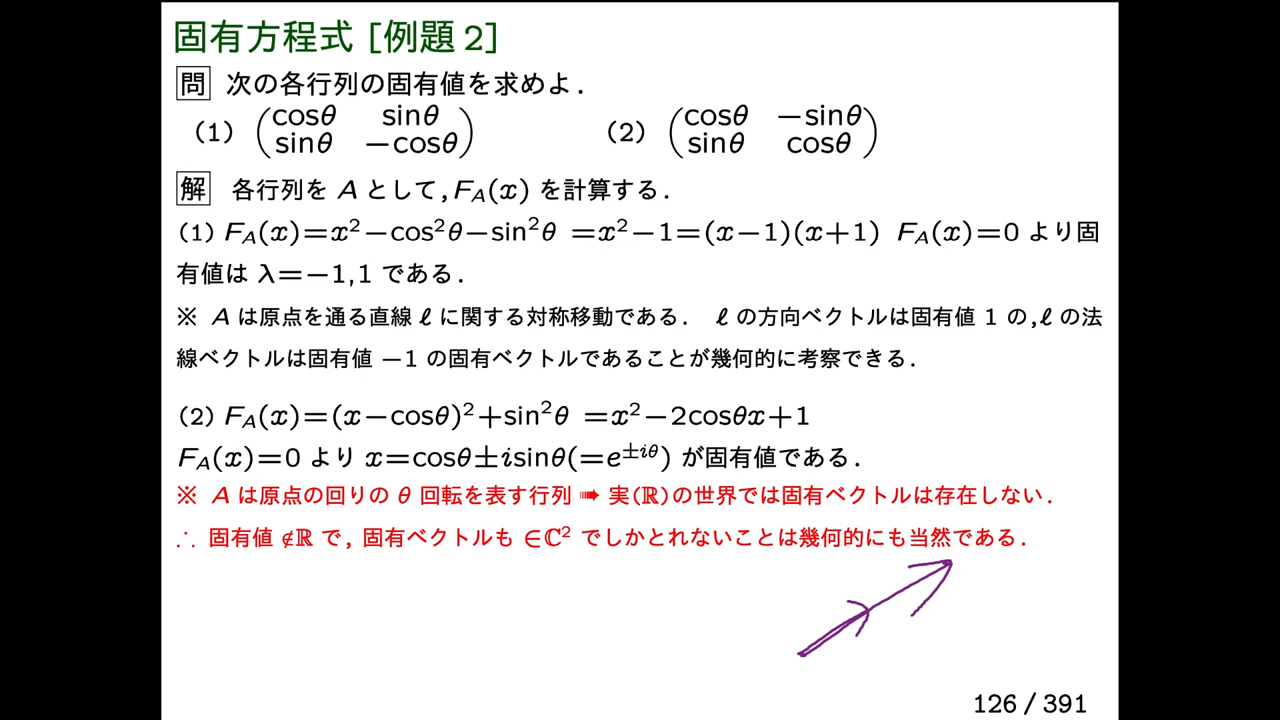 固有方程式 [例題 2]
問 次の各行列の固有値を求めよ.
(1) (cosθ sinθ
sinθ −cosθ)
(2) (cosθ −sinθ
sinθ cosθ)
解 各行列を A として, F_A(x) を計算する.
(1) F_A(x)=x²−cos²θ−sin²θ =x²−1=(x−1)(x+1) F_A(x)=0 より固
有値は λ=−1,1 である.
※ A は原点を通る直線 ℓ に関する対称移動である. ℓ の方向ベクトルは固有値 1 の,ℓ の法
線ベクトルは固有値 −1 の固有ベクトルであることが幾何的に考察できる.
(2) F_A(x)=(x−cosθ)²+sin²θ =x²−2cosθx+1
F_A(x)=0 より x=cosθ±isinθ(=e^{±iθ}) が固有値である.
※ A は原点の回りの θ 回転を表す行列 ➠ 実(ℝ)の世界では固有ベクトルは存在しない.
∴ 固有値 ∉ℝ で, 固有ベクトルも ∈ℂ² でしかとれないことは幾何的にも当然である.
126 / 391